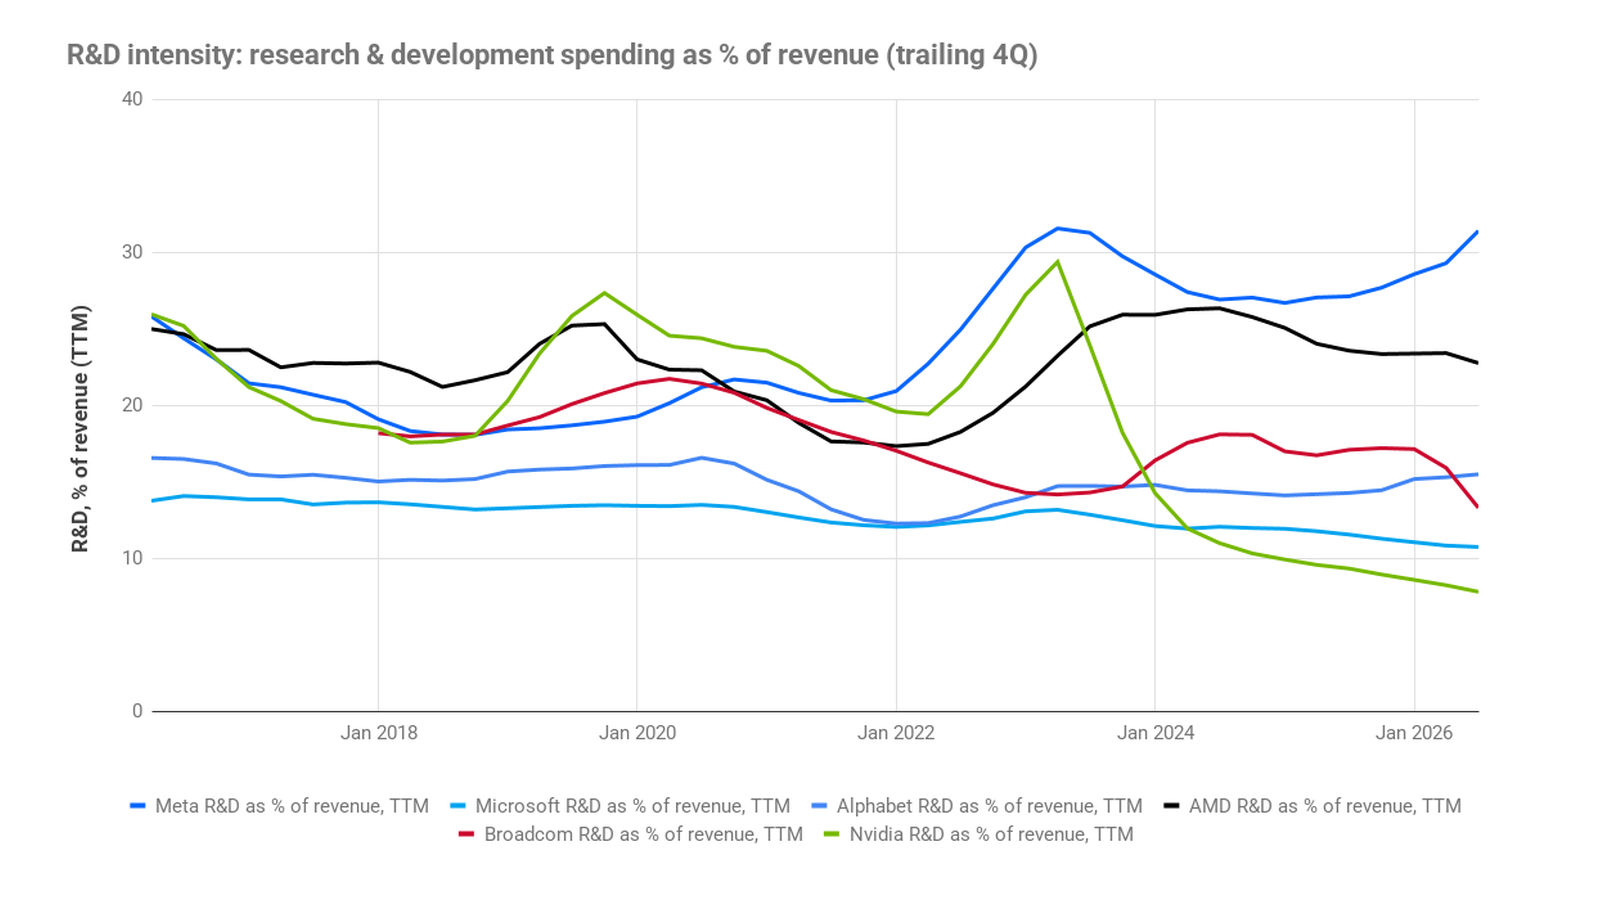 R&D intensity: research & development spending as % of revenue (trailing 4Q)
R&D, % of revenue (TTM)
40
30
20
10
0
Jan 2018
Jan 2020
Jan 2022
Jan 2024
Jan 2026
Meta R&D as % of revenue, TTM
Microsoft R&D as % of revenue, TTM
Alphabet R&D as % of revenue, TTM
AMD R&D as % of revenue, TTM
Broadcom R&D as % of revenue, TTM
Nvidia R&D as % of revenue, TTM